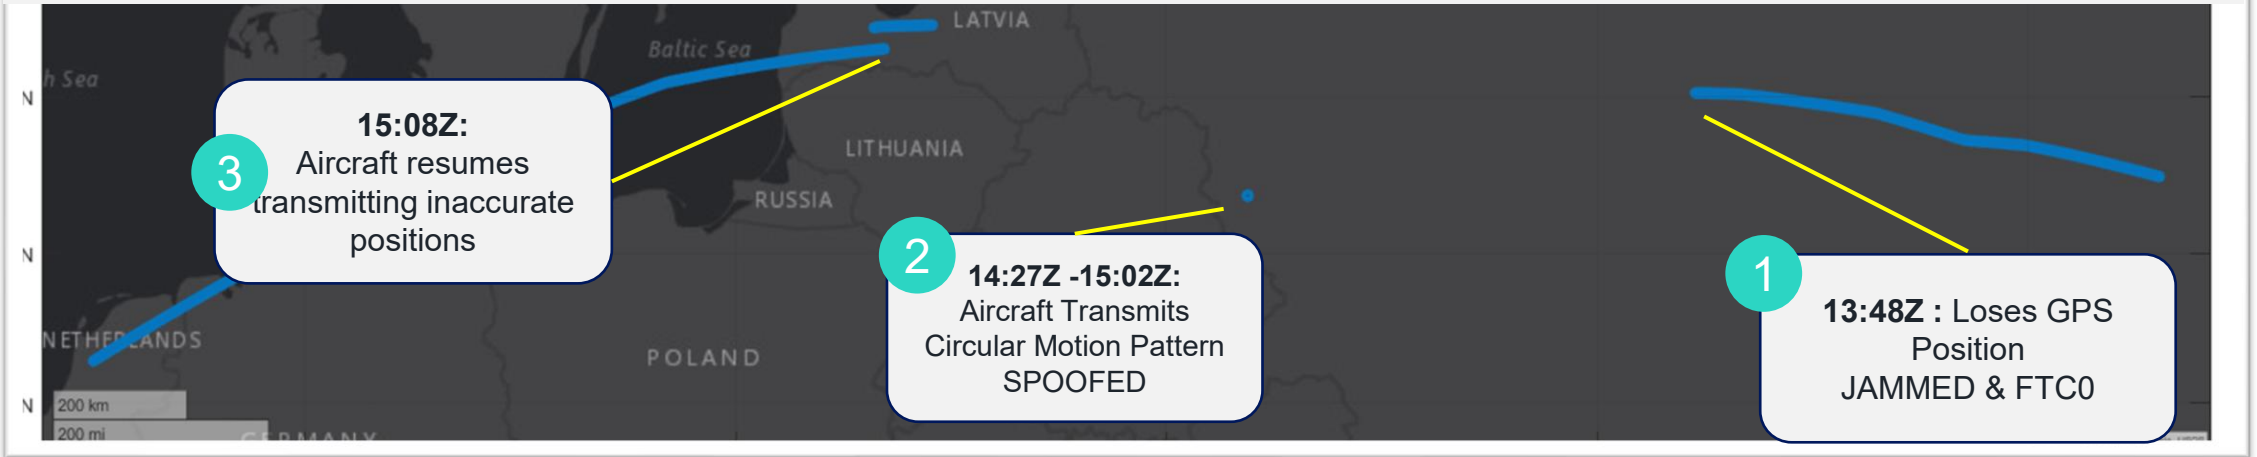 LATVIA
Baltic Sea
h Sea
N
15:08Z:
3
Aircraft resumes
transmitting inaccurate
positions
LITHUANIA
RUSSIA
N
2
14:27Z -15:02Z:
Aircraft Transmits
Circular Motion Pattern
SPOOFED
1
13:48Z : Loses GPS
Position
JAMMED & FTC0
NETHERLANDS
POLAND
N
200 km
200 mi
GERMANY